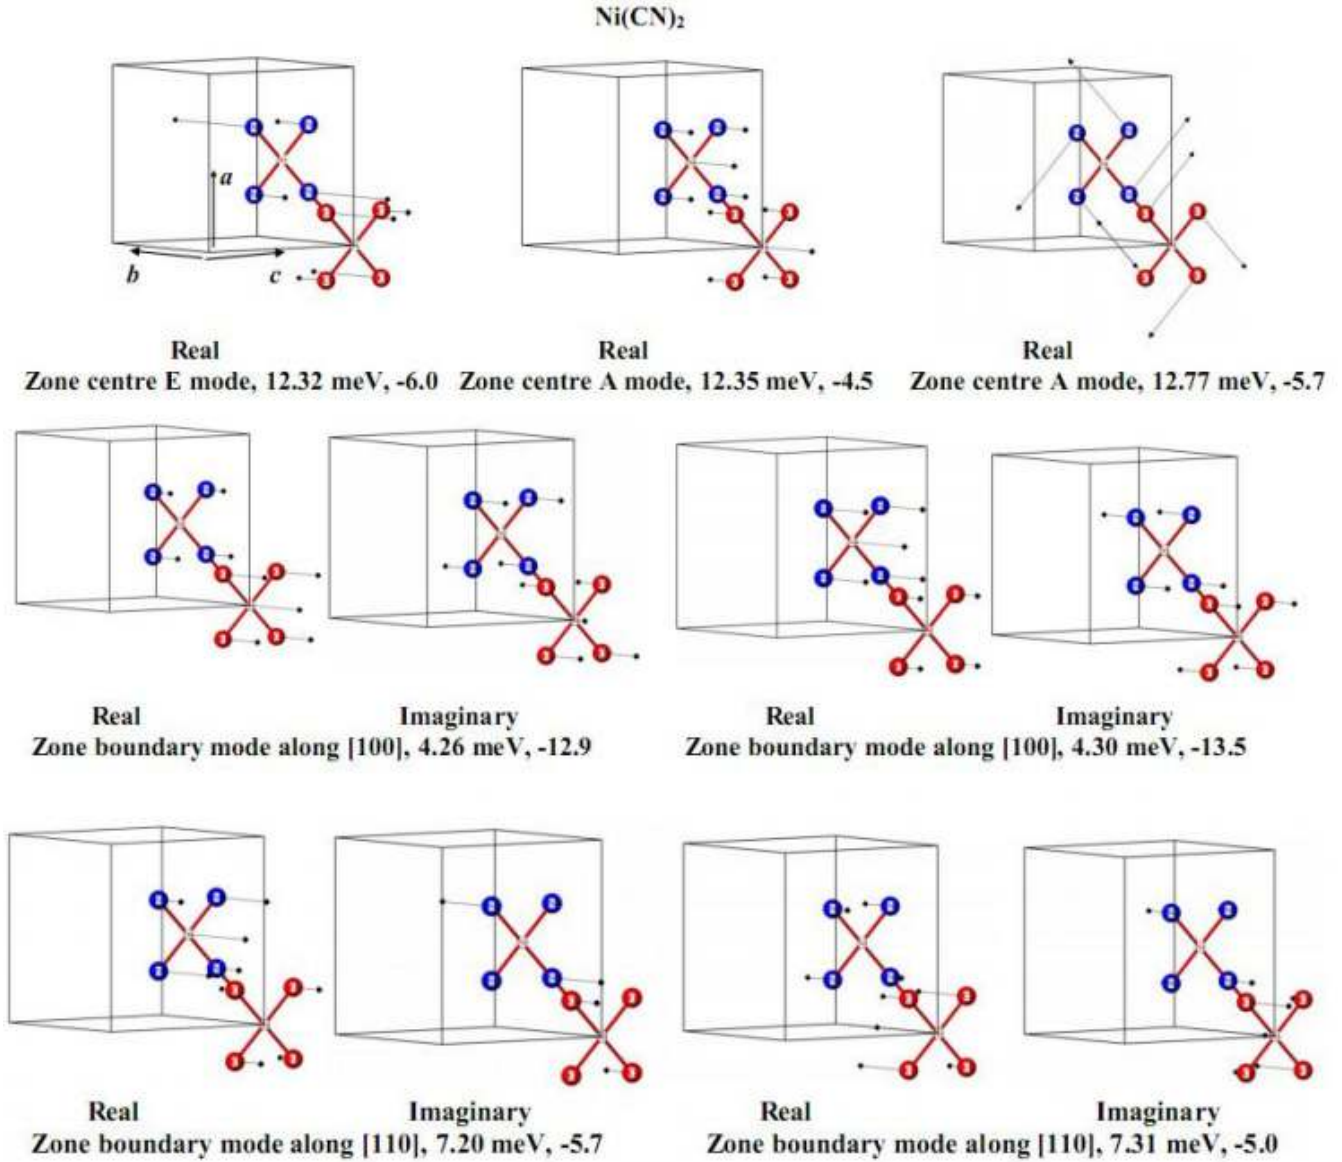 Ni(CN)₂
a
b
c
Real Real Real
Zone centre E mode, 12.32 meV, -6.0 Zone centre A mode, 12.35 meV, -4.5 Zone centre A mode, 12.77 meV, -5.7
Real Imaginary Real Imaginary
Zone boundary mode along [100], 4.26 meV, -12.9 Zone boundary mode along [100], 4.30 meV, -13.5
Real Imaginary Real Imaginary
Zone boundary mode along [110], 7.20 meV, -5.7 Zone boundary mode along [110], 7.31 meV, -5.0